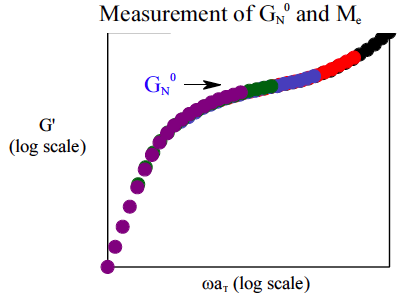 Measurement of G_N^0 and M_e
G_N^0
G'
(log scale)
ωa_T (log scale)